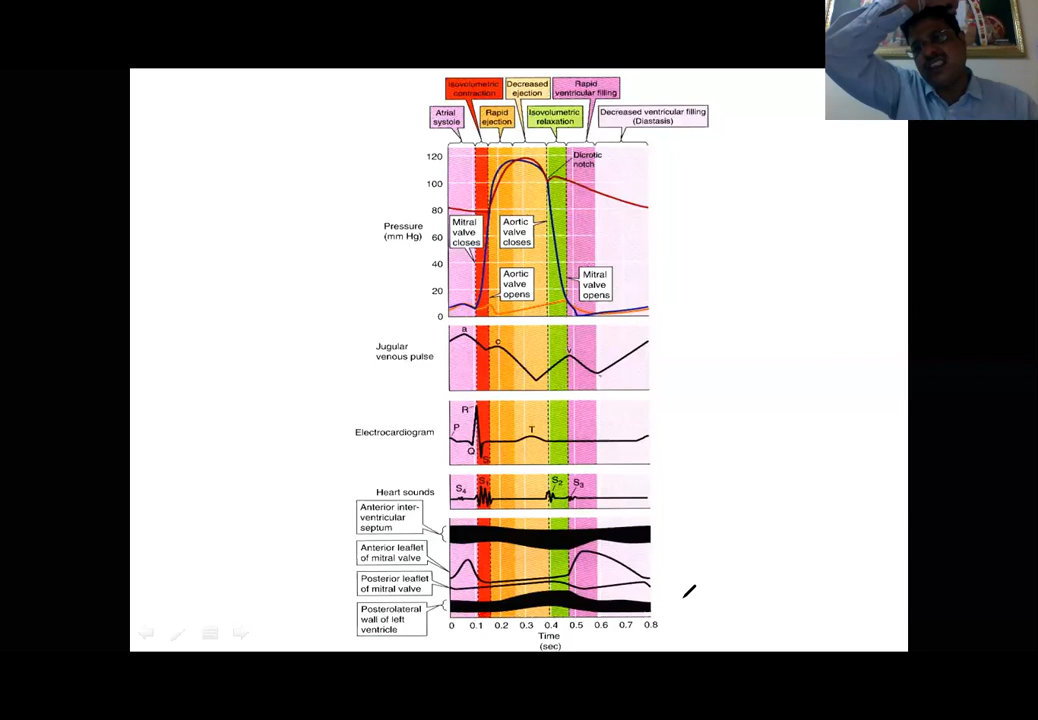 Isovolumetric
contraction
Decreased
ejection
Rapid
ventricular filling
Atrial
systole
Rapid
ejection
Isovolumetric
relaxation
Decreased ventricular filling
(Diastasis)
120
100
80
60
40
20
0
Pressure
(mm Hg)
Dicrotic
notch
Mitral
valve
closes
Aortic
valve
closes
Aortic
valve
opens
Mitral
valve
opens
Jugular
venous pulse
a
c
v
Electrocardiogram
R
P
Q
S
T
Heart sounds
S4
S1
S2
S3
Anterior inter-
ventricular
septum
Anterior leaflet
of mitral valve
Posterior leaflet
of mitral valve
Posterolateral
wall of left
ventricle
0 0.1 0.2 0.3 0.4 0.5 0.6 0.7 0.8
Time
(sec)